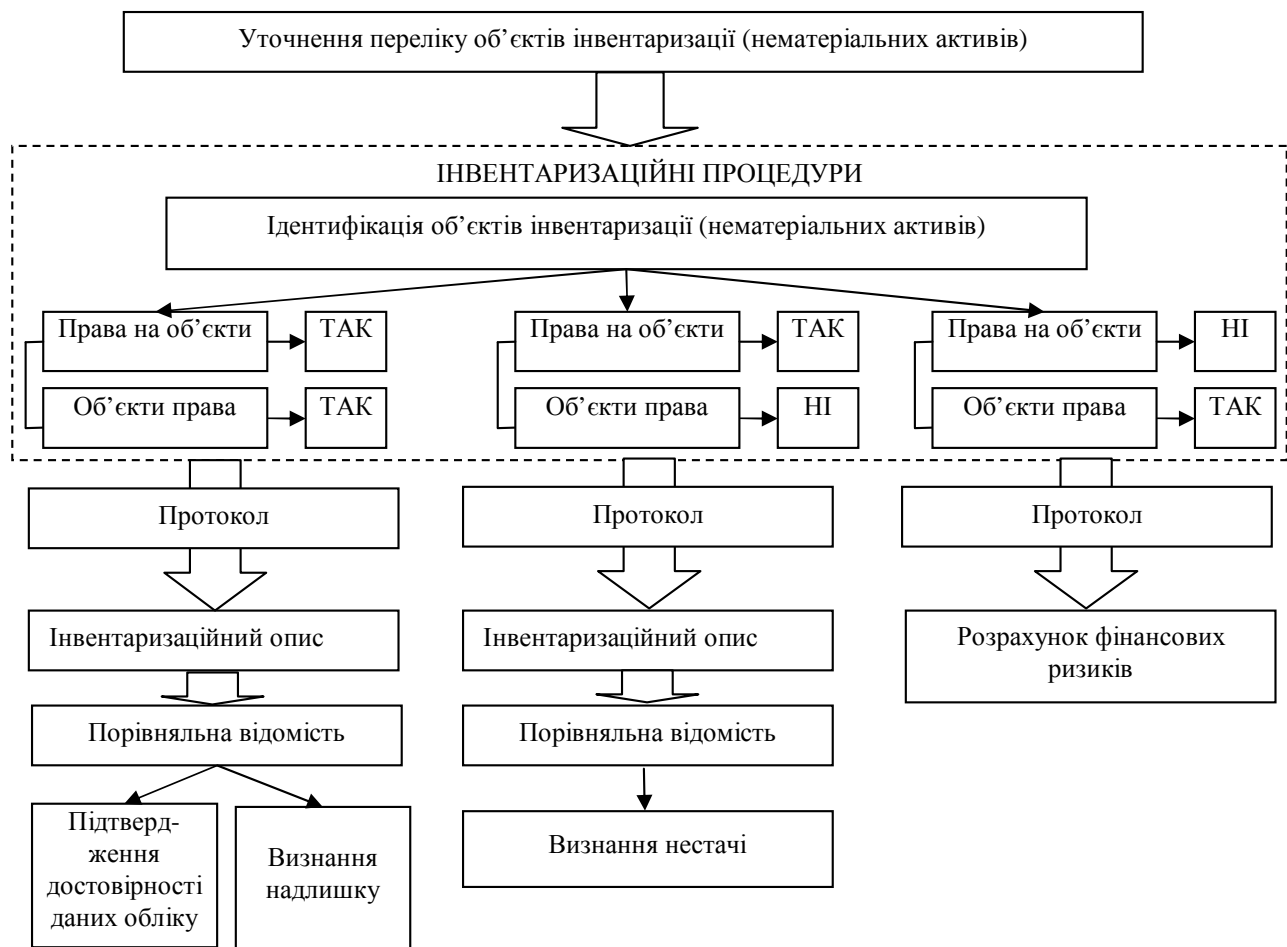 Уточнення переліку об’єктів інвентаризації (нематеріальних активів)
ІНВЕНТАРИЗАЦІЙНІ ПРОЦЕДУРИ
Ідентифікація об’єктів інвентаризації (нематеріальних активів)
Права на об’єкти
ТАК
Права на об’єкти
ТАК
Права на об’єкти
НІ
Об’єкти права
ТАК
Об’єкти права
НІ
Об’єкти права
ТАК
Протокол
Протокол
Протокол
Інвентаризаційний опис
Інвентаризаційний опис
Розрахунок фінансових
ризиків
Порівняльна відомість
Порівняльна відомість
Підтверд-
ження
достовірності
даних обліку
Визнання
надлишку
Визнання нестачі